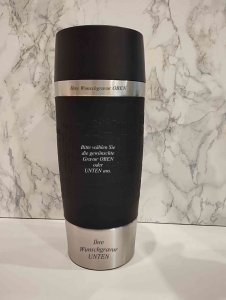 Ihre Wunschgravur OBEN
Bitte wählen Sie
die gewünschte
Gravur OBEN
oder
UNTEN aus.
Ihre
Wunschgravur
UNTEN